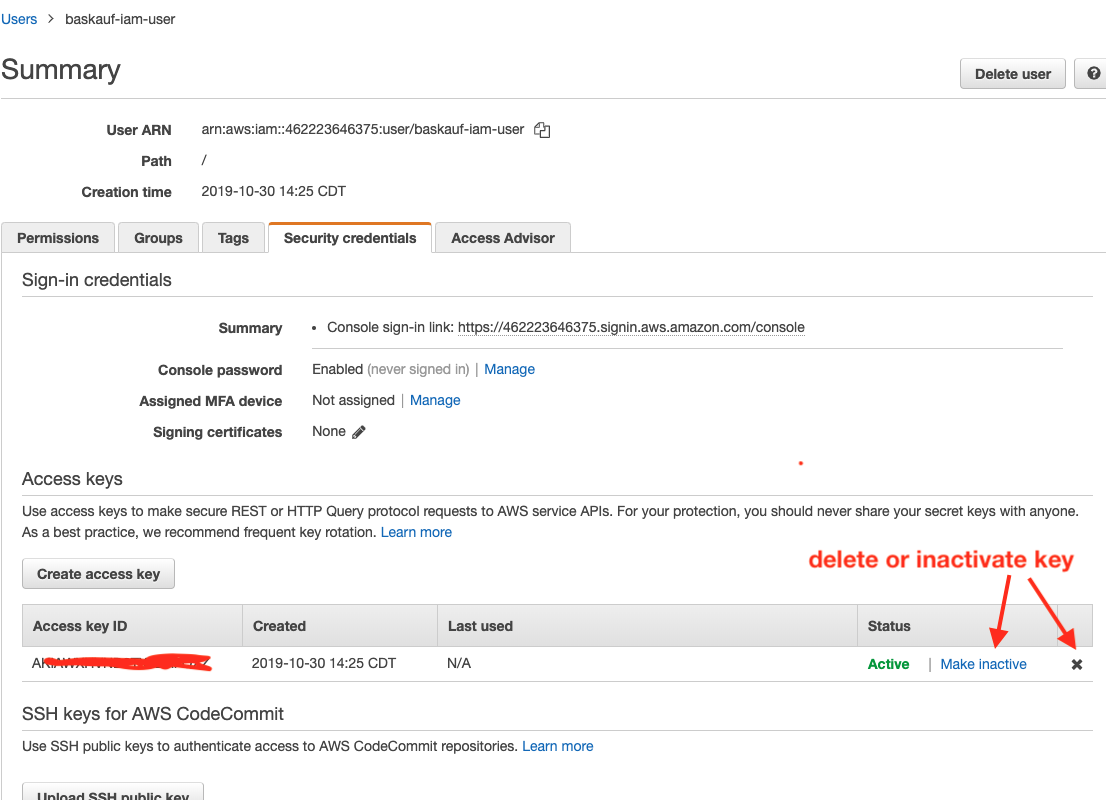 Users > baskauf-iam-user
Summary
Delete user
User ARN arn:aws:iam::462223646375:user/baskauf-iam-user
Path /
Creation time 2019-10-30 14:25 CDT
Permissions Groups Tags Security credentials Access Advisor
Sign-in credentials
Summary • Console sign-in link: https://462223646375.signin.aws.amazon.com/console
Console password Enabled (never signed in) | Manage
Assigned MFA device Not assigned | Manage
Signing certificates None
Access keys
Use access keys to make secure REST or HTTP Query protocol requests to AWS service APIs. For your protection, you should never share your secret keys with anyone.
As a best practice, we recommend frequent key rotation. Learn more
delete or inactivate key
Create access key
Access key ID Created Last used Status
2019-10-30 14:25 CDT N/A Active | Make inactive
SSH keys for AWS CodeCommit
Use SSH public keys to authenticate access to AWS CodeCommit repositories. Learn more
Upload SSH public key